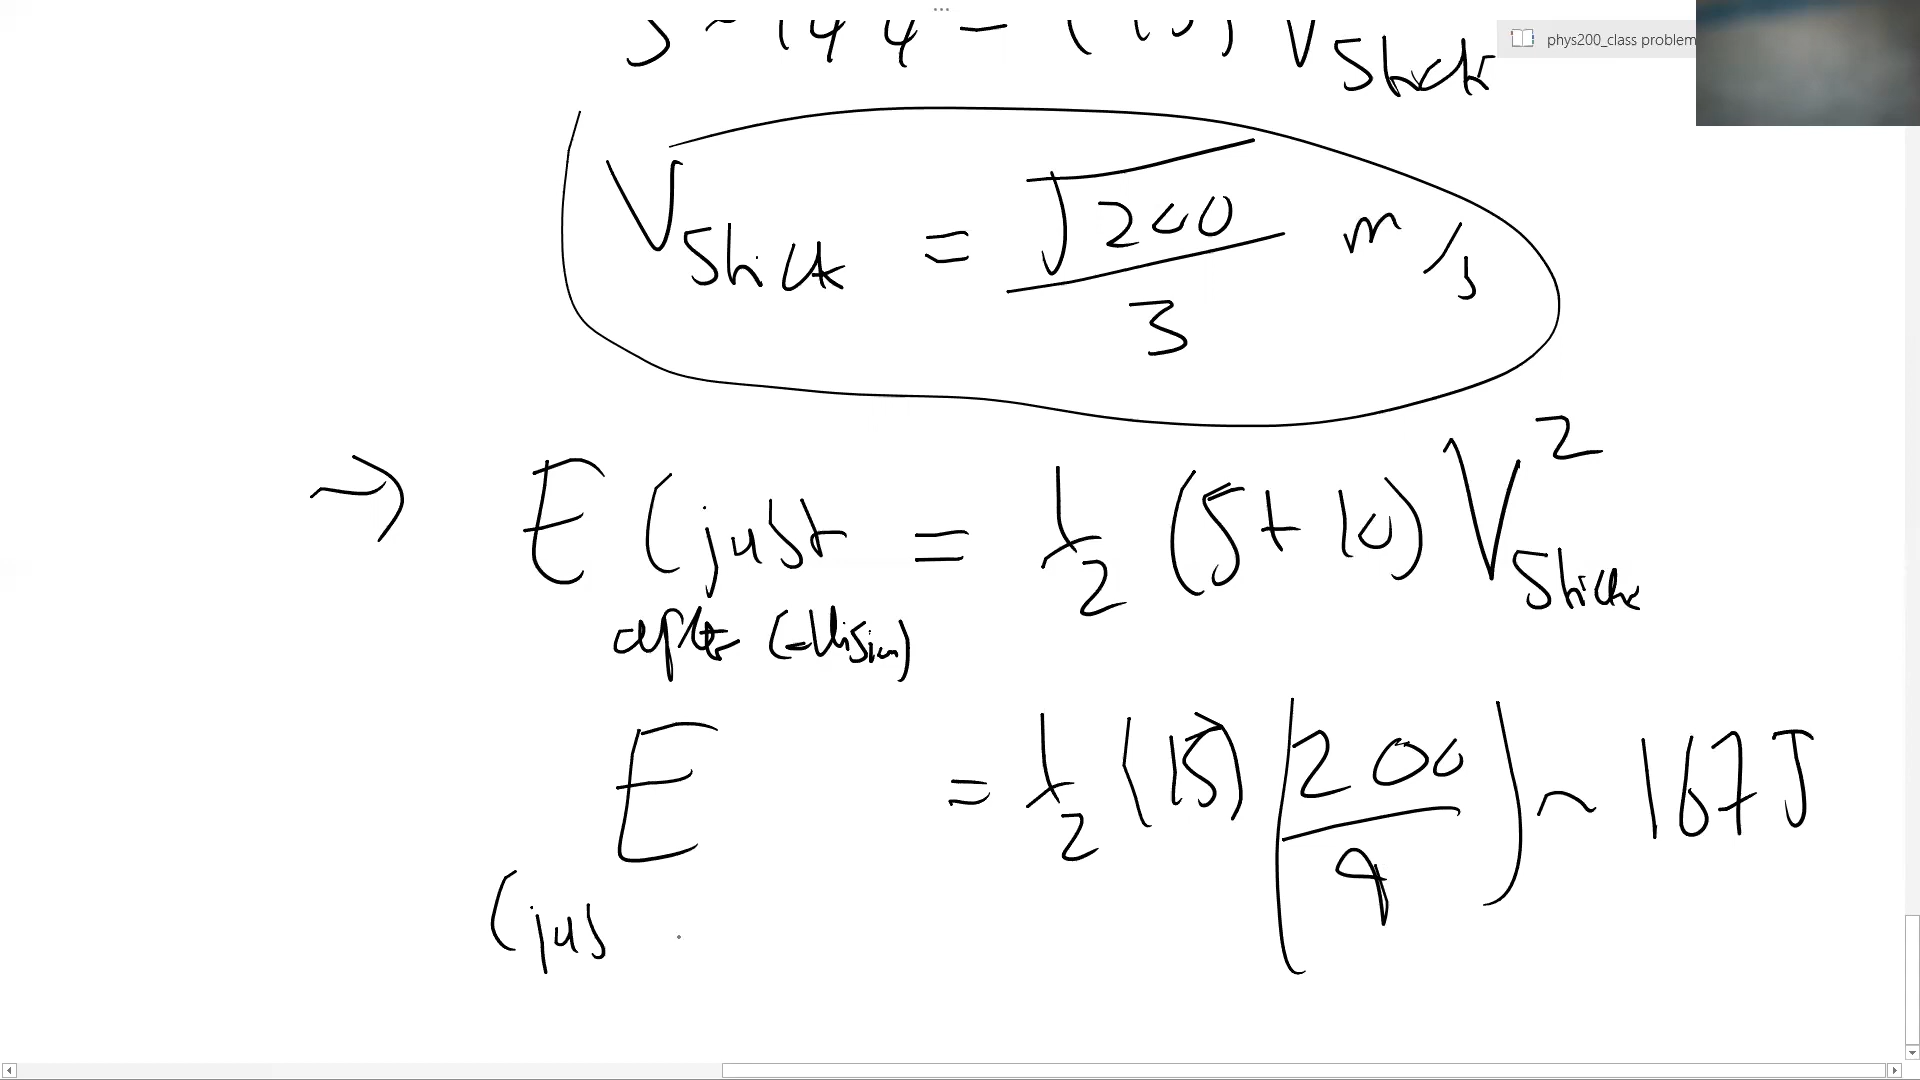 phys200_class problem
V_stick = √200 / 3 m/s
→ E (just = 1/2 (5 + 10) V²_stick
after collision)
E = 1/2 (15) (200 / 9) ~ 167 J
(jus